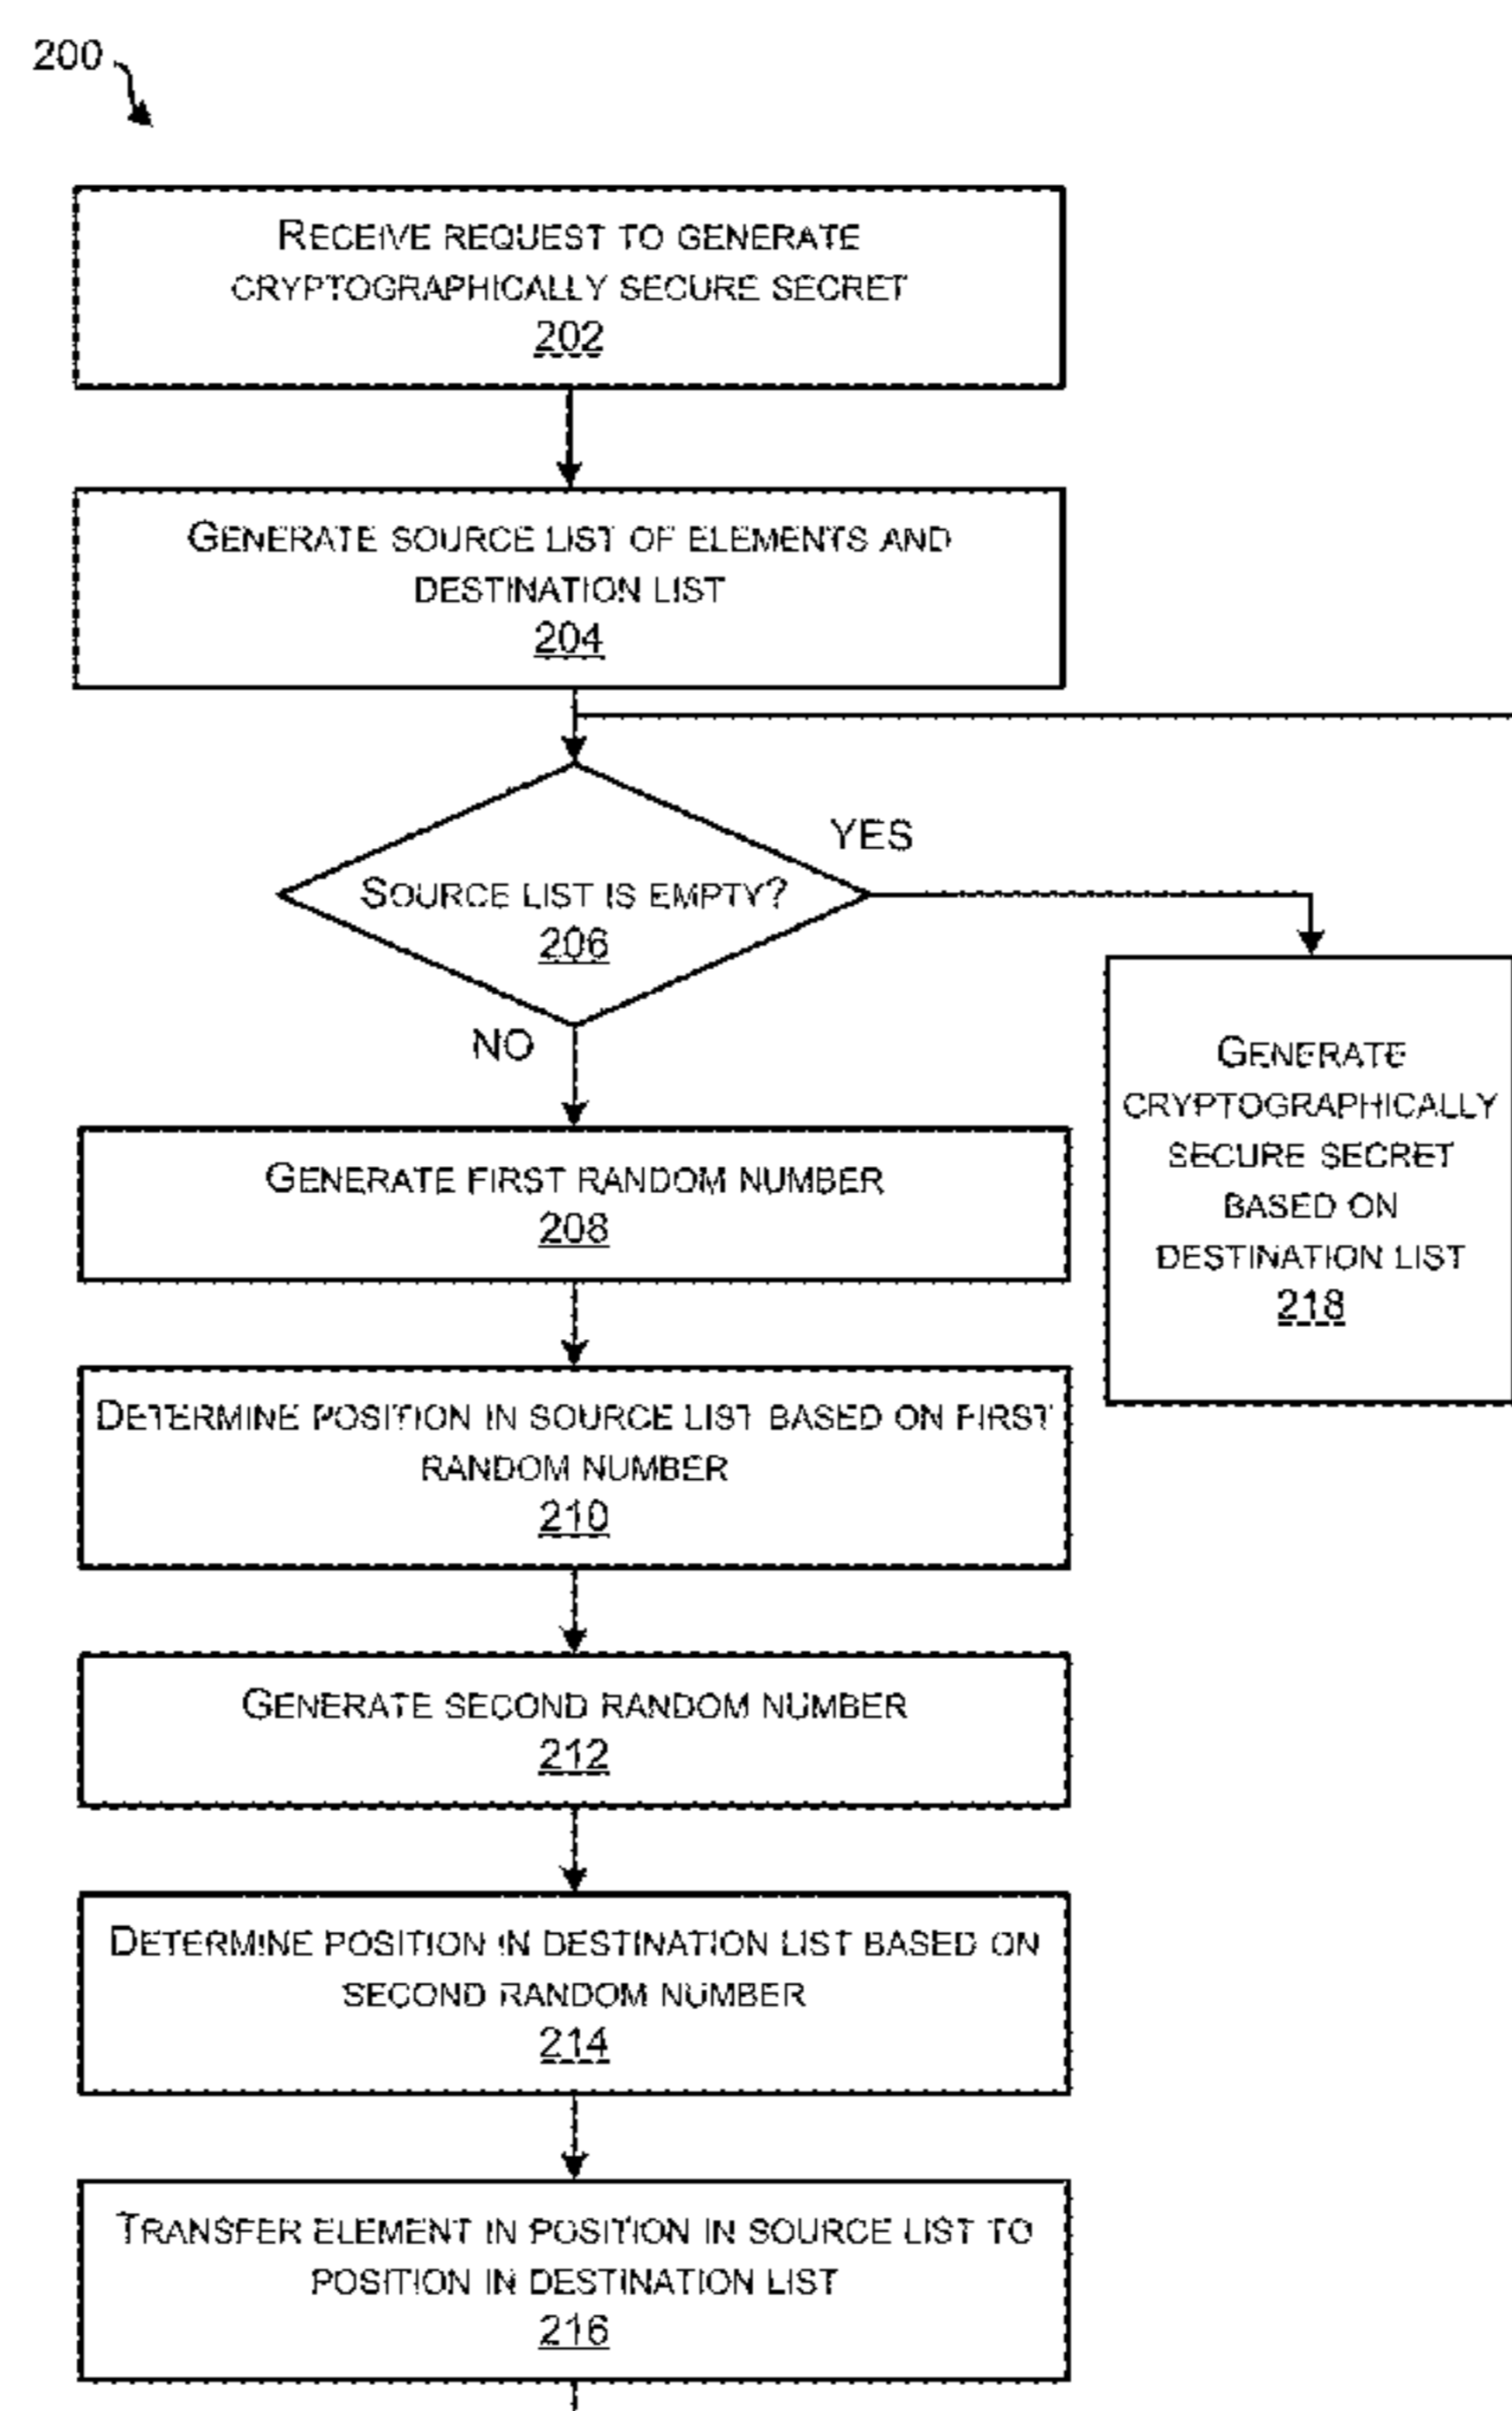 200
RECEIVE REQUEST TO GENERATE
CRYPTOGRAPHICALLY SECURE SECRET
202
GENERATE SOURCE LIST OF ELEMENTS AND
DESTINATION LIST
204
SOURCE LIST IS EMPTY?
206
YES
NO
GENERATE FIRST RANDOM NUMBER
208
DETERMINE POSITION IN SOURCE LIST BASED ON FIRST
RANDOM NUMBER
210
GENERATE SECOND RANDOM NUMBER
212
DETERMINE POSITION IN DESTINATION LIST BASED ON
SECOND RANDOM NUMBER
214
TRANSFER ELEMENT IN POSITION IN SOURCE LIST TO
POSITION IN DESTINATION LIST
216
GENERATE
CRYPTOGRAPHICALLY
SECURE SECRET
BASED ON
DESTINATION LIST
218